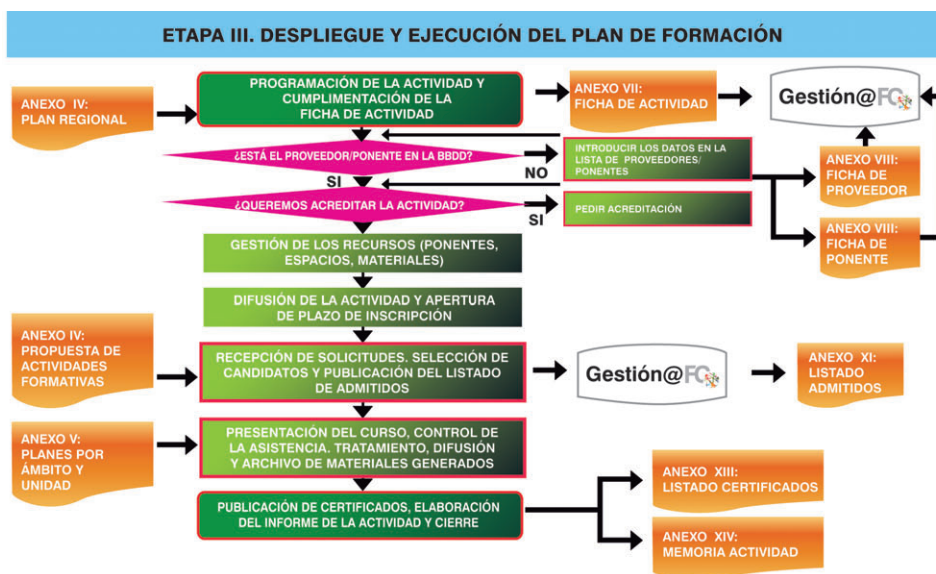 ETAPA III. DESPLIEGUE Y EJECUCIÓN DEL PLAN DE FORMACIÓN
ANEXO IV:
PLAN REGIONAL
PROGRAMACIÓN DE LA ACTIVIDAD Y
CUMPLIMENTACIÓN DE LA
FICHA DE ACTIVIDAD
ANEXO VII:
FICHA DE ACTIVIDAD
Gestión@FC
¿ESTÁ EL PROVEEDOR/PONENTE EN LA BBDD?
NO
SI
INTRODUCIR LOS DATOS EN LA
LISTA DE PROVEEDORES/
PONENTES
ANEXO VIII:
FICHA DE
PROVEEDOR
¿QUEREMOS ACREDITAR LA ACTIVIDAD?
SI
PEDIR ACREDITACIÓN
ANEXO VIII:
FICHA DE
PONENTE
GESTIÓN DE LOS RECURSOS (PONENTES,
ESPACIOS, MATERIALES)
DIFUSIÓN DE LA ACTIVIDAD Y APERTURA
DE PLAZO DE INSCRIPCIÓN
ANEXO IV:
PROPUESTA DE
ACTIVIDADES
FORMATIVAS
RECEPCIÓN DE SOLICITUDES. SELECCIÓN DE
CANDIDATOS Y PUBLICACIÓN DEL LISTADO
DE ADMITIDOS
Gestión@FC
ANEXO XI:
LISTADO
ADMITIDOS
ANEXO V:
PLANES POR
ÁMBITO Y
UNIDAD
PRESENTACIÓN DEL CURSO, CONTROL DE
LA ASISTENCIA. TRATAMIENTO, DIFUSIÓN
Y ARCHIVO DE MATERIALES GENERADOS
PUBLICACIÓN DE CERTIFICADOS, ELABORACIÓN
DEL INFORME DE LA ACTIVIDAD Y CIERRE
ANEXO XIII:
LISTADO CERTIFICADOS
ANEXO XIV:
MEMORIA ACTIVIDAD